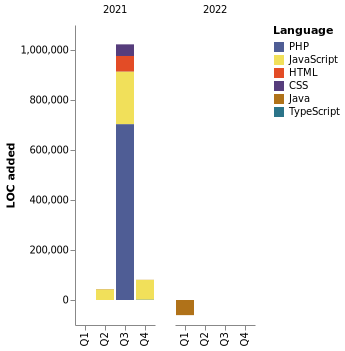 2021
2022
Language
PHP
JavaScript
HTML
CSS
Java
TypeScript
LOC added
1,000,000
800,000
600,000
400,000
200,000
0
Q1 Q2 Q3 Q4
Q1 Q2 Q3 Q4